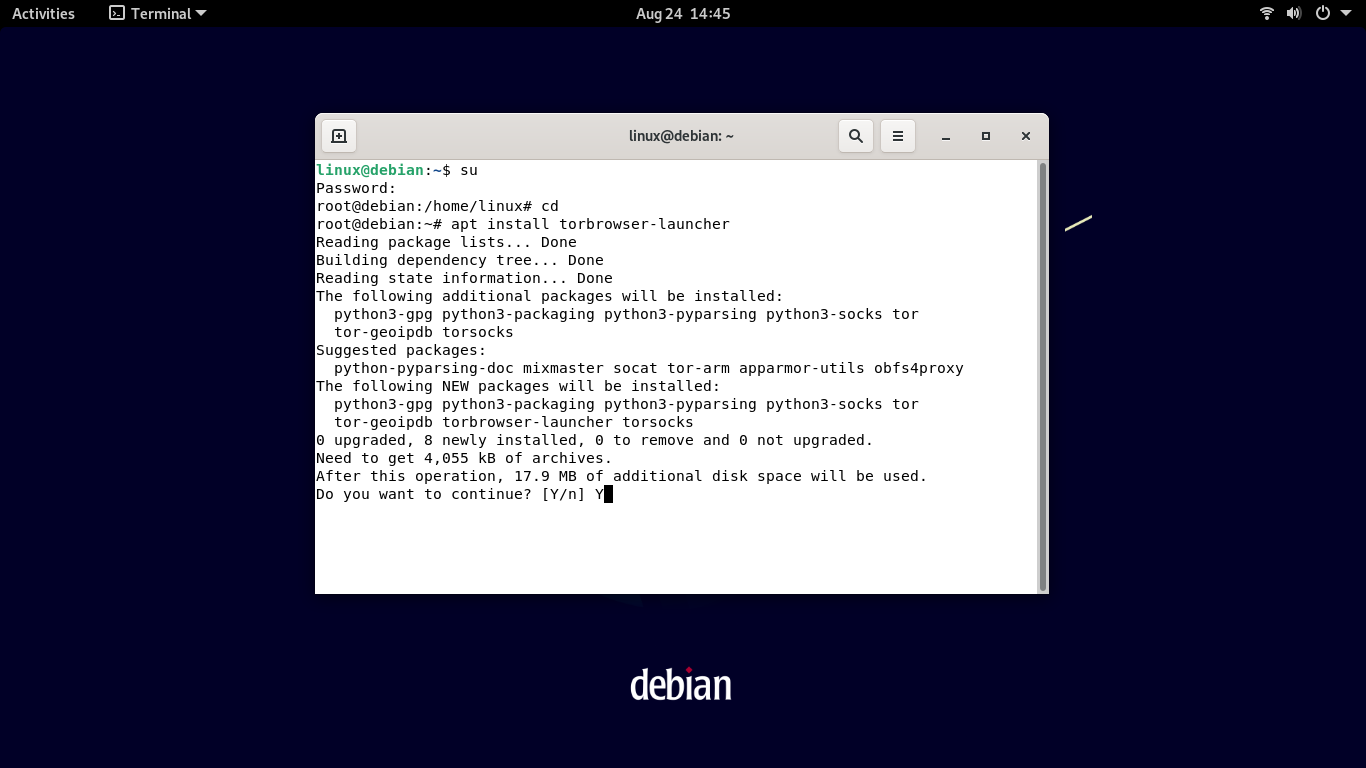 Activities
Terminal
Aug 24 14:45
linux@debian: ~
linux@debian:~$ su
Password:
root@debian:/home/linux# cd
root@debian:~# apt install torbrowser-launcher
Reading package lists... Done
Building dependency tree... Done
Reading state information... Done
The following additional packages will be installed:
  python3-gpg python3-packaging python3-pyparsing python3-socks tor
  tor-geoipdb torsocks
Suggested packages:
  python-pyparsing-doc mixmaster socat tor-arm apparmor-utils obfs4proxy
The following NEW packages will be installed:
  python3-gpg python3-packaging python3-pyparsing python3-socks tor
  tor-geoipdb torbrowser-launcher torsocks
0 upgraded, 8 newly installed, 0 to remove and 0 not upgraded.
Need to get 4,055 kB of archives.
After this operation, 17.9 MB of additional disk space will be used.
Do you want to continue? [Y/n] Y
debian